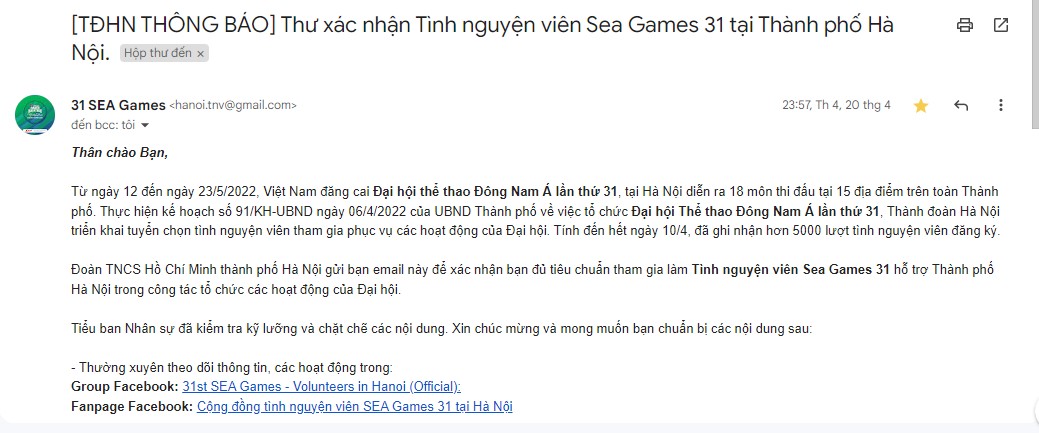 [TĐHN THÔNG BÁO] Thư xác nhận Tình nguyện viên Sea Games 31 tại Thành phố Hà
Nội. Hộp thư đến ×
31 SEA Games <hanoi.tnv@gmail.com> 23:57, Th 4, 20 thg 4
đến bcc: tôi
Thân chào Bạn,
Từ ngày 12 đến ngày 23/5/2022, Việt Nam đăng cai Đại hội thể thao Đông Nam Á lần thứ 31, tại Hà Nội diễn ra 18 môn thi đấu tại 15 địa điểm trên toàn Thành
phố. Thực hiện kế hoạch số 91/KH-UBND ngày 06/4/2022 của UBND Thành phố về việc tổ chức Đại hội Thể thao Đông Nam Á lần thứ 31, Thành đoàn Hà Nội
triển khai tuyển chọn tình nguyện viên tham gia phục vụ các hoạt động của Đại hội. Tính đến hết ngày 10/4, đã ghi nhận hơn 5000 lượt tình nguyện viên đăng ký.
Đoàn TNCS Hồ Chí Minh thành phố Hà Nội gửi bạn email này để xác nhận bạn đủ tiêu chuẩn tham gia làm Tình nguyện viên Sea Games 31 hỗ trợ Thành phố
Hà Nội trong công tác tổ chức các hoạt động của Đại hội.
Tiểu ban Nhân sự đã kiểm tra kỹ lưỡng và chặt chẽ các nội dung. Xin chúc mừng và mong muốn bạn chuẩn bị các nội dung sau:
- Thường xuyên theo dõi thông tin, các hoạt động trong:
Group Facebook: 31st SEA Games - Volunteers in Hanoi (Official):
Fanpage Facebook: Cộng đồng tình nguyện viên SEA Games 31 tại Hà Nội